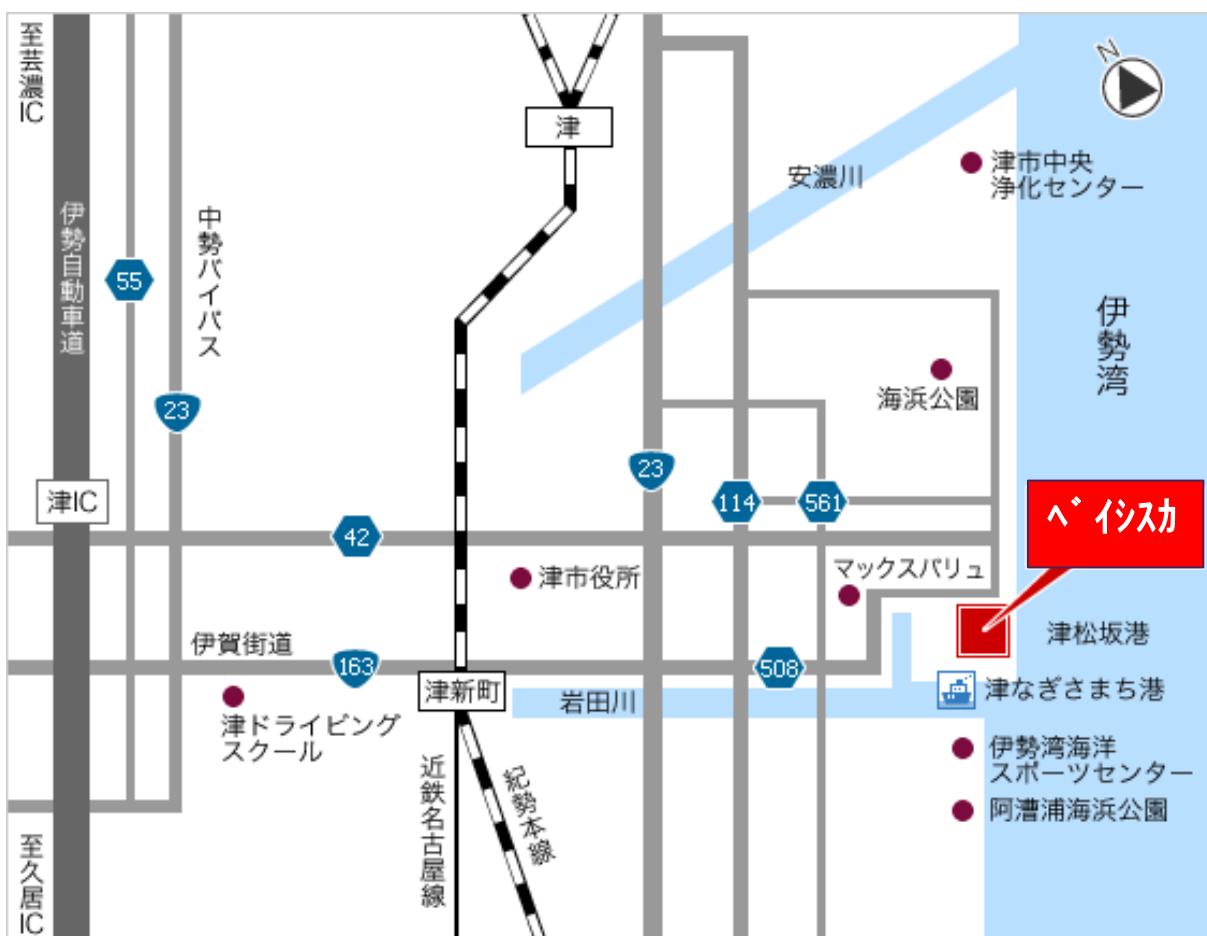 至芸濃IC
伊勢自動車道
55
中勢バイパス
23
津IC
津
安濃川
N
津市中央
浄化センター
伊勢湾
海浜公園
23
114
561
42
ベイシスカ
津市役所
マックスバリュ
伊賀街道
163
津新町
508
津松坂港
岩田川
津なぎさまち港
津ドライビング
スクール
伊勢湾海洋
スポーツセンター
阿漕浦海浜公園
近鉄名古屋線
紀勢本線
至久居IC